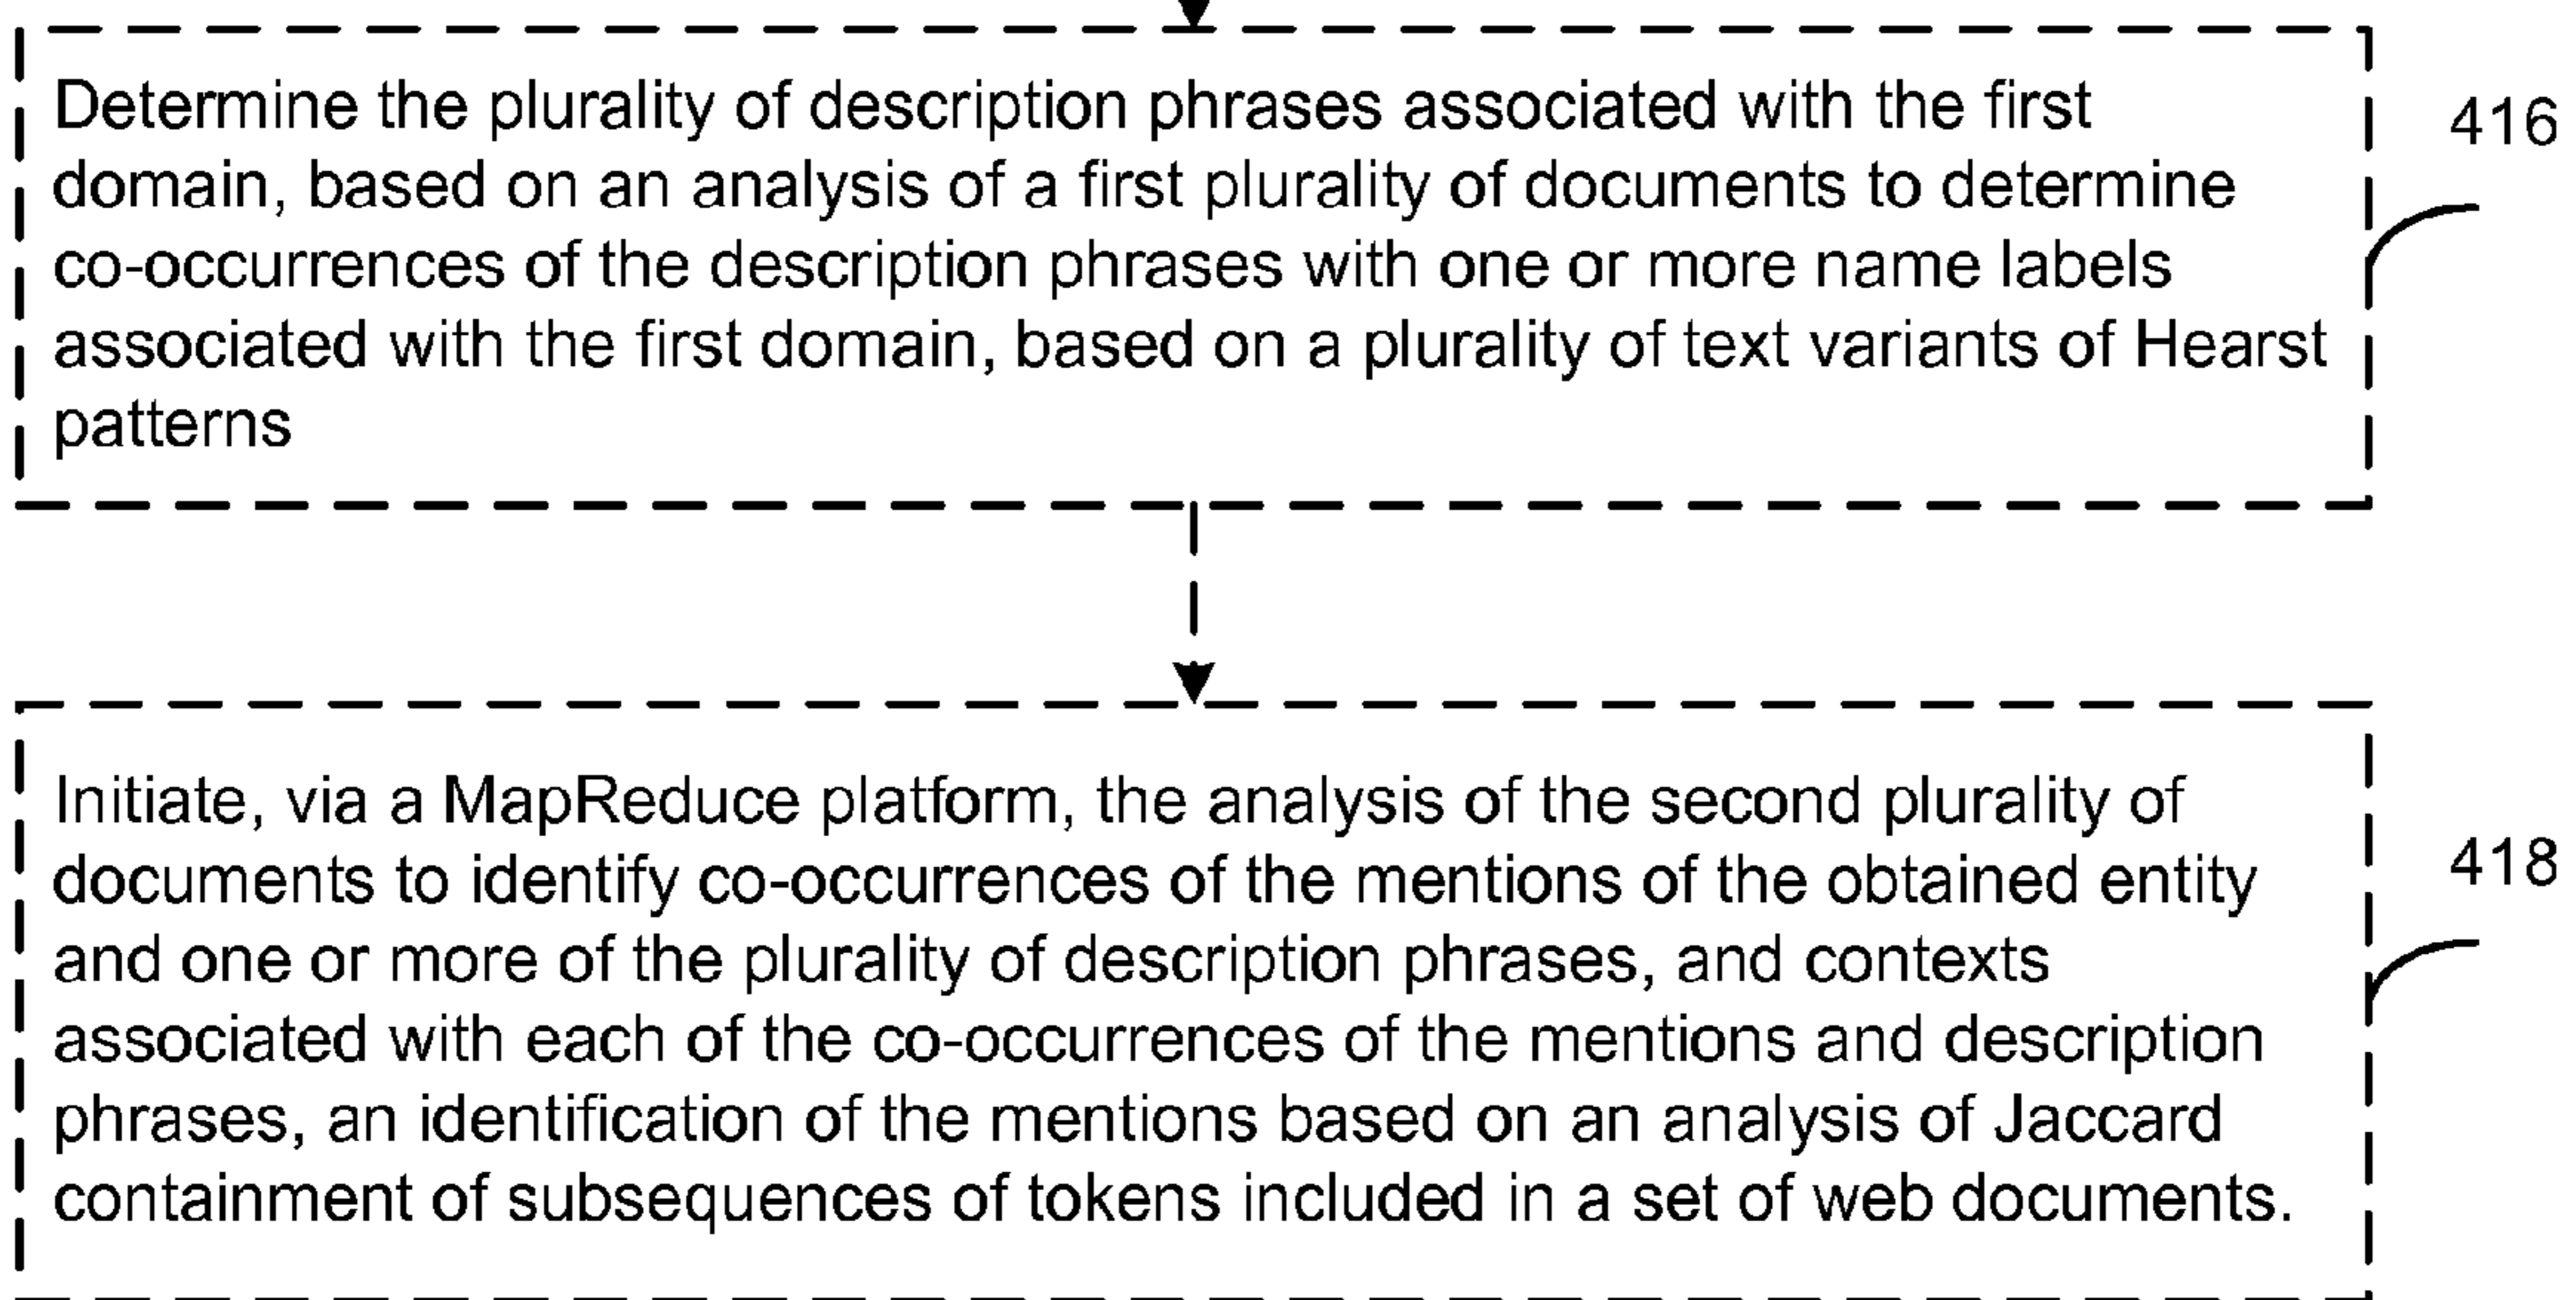 Determine the plurality of description phrases associated with the first
domain, based on an analysis of a first plurality of documents to determine
co-occurrences of the description phrases with one or more name labels
associated with the first domain, based on a plurality of text variants of Hearst
patterns
416
Initiate, via a MapReduce platform, the analysis of the second plurality of
documents to identify co-occurrences of the mentions of the obtained entity
and one or more of the plurality of description phrases, and contexts
associated with each of the co-occurrences of the mentions and description
phrases, an identification of the mentions based on an analysis of Jaccard
containment of subsequences of tokens included in a set of web documents.
418